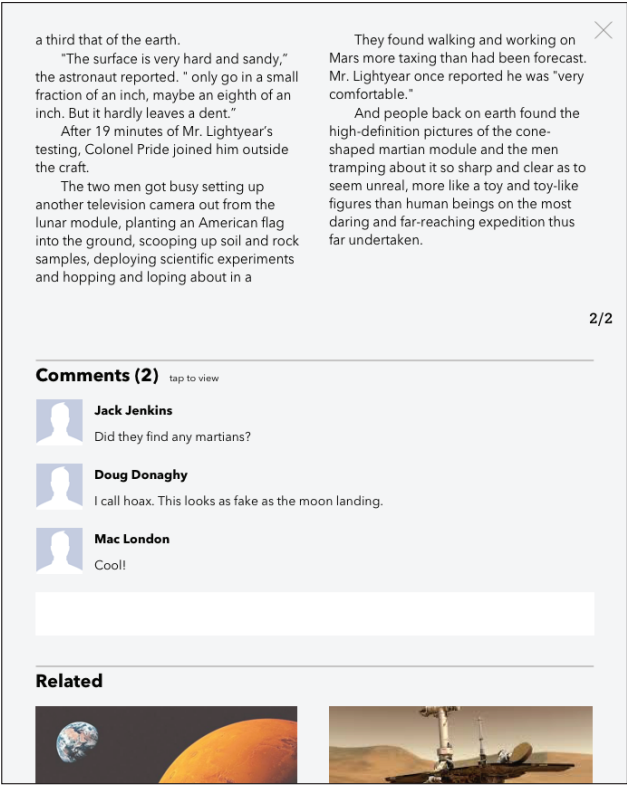 a third that of the earth.
"The surface is very hard and sandy,"
the astronaut reported. " only go in a small
fraction of an inch, maybe an eighth of an
inch. But it hardly leaves a dent."
After 19 minutes of Mr. Lightyear's
testing, Colonel Pride joined him outside
the craft.
The two men got busy setting up
another television camera out from the
lunar module, planting an American flag
into the ground, scooping up soil and rock
samples, deploying scientific experiments
and hopping and loping about in a
They found walking and working on
Mars more taxing than had been forecast.
Mr. Lightyear once reported he was "very
comfortable."
And people back on earth found the
high-definition pictures of the cone-
shaped martian module and the men
tramping about it so sharp and clear as to
seem unreal, more like a toy and toy-like
figures than human beings on the most
daring and far-reaching expedition thus
far undertaken.
2/2
Comments (2) tap to view
Jack Jenkins
Did they find any martians?
Doug Donaghy
I call hoax. This looks as fake as the moon landing.
Mac London
Cool!
Related